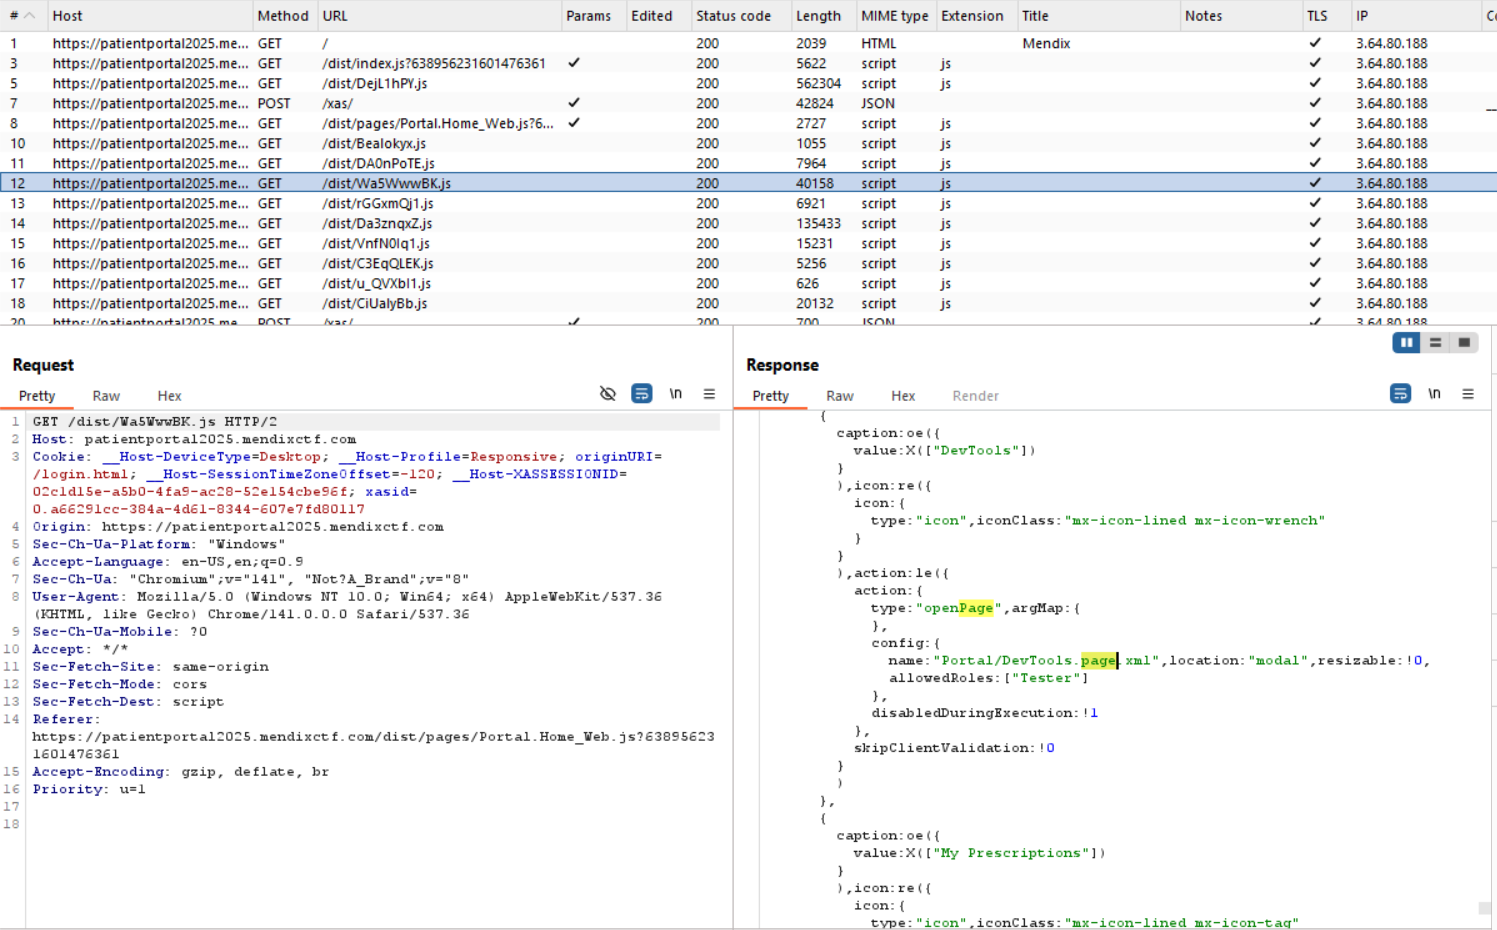 # Host Method URL Params Edited Status code Length MIME type Extension Title Notes TLS IP
1 https://patientportal2025.me... GET / 200 2039 HTML Mendix ✓ 3.64.80.188
3 https://patientportal2025.me... GET /dist/index.js?638956231601476361 ✓ 200 5622 script js ✓ 3.64.80.188
5 https://patientportal2025.me... GET /dist/DejL1hPY.js 200 562304 script js ✓ 3.64.80.188
7 https://patientportal2025.me... POST /xas/ ✓ 200 42824 JSON ✓ 3.64.80.188
8 https://patientportal2025.me... GET /dist/pages/Portal.Home_Web.js?6... ✓ 200 2727 script js ✓ 3.64.80.188
10 https://patientportal2025.me... GET /dist/Bealokyx.js 200 1055 script js ✓ 3.64.80.188
11 https://patientportal2025.me... GET /dist/DA0nPoTE.js 200 7964 script js ✓ 3.64.80.188
12 https://patientportal2025.me... GET /dist/Wa5WwwBK.js 200 40158 script js ✓ 3.64.80.188
13 https://patientportal2025.me... GET /dist/rGGxmQj1.js 200 6921 script js ✓ 3.64.80.188
14 https://patientportal2025.me... GET /dist/Da3znqxZ.js 200 135433 script js ✓ 3.64.80.188
15 https://patientportal2025.me... GET /dist/VnfN0lq1.js 200 15231 script js ✓ 3.64.80.188
16 https://patientportal2025.me... GET /dist/C3EqQLEK.js 200 5256 script js ✓ 3.64.80.188
17 https://patientportal2025.me... GET /dist/u_QVXbI1.js 200 626 script js ✓ 3.64.80.188
18 https://patientportal2025.me... GET /dist/CiUalyBb.js 200 20132 script js ✓ 3.64.80.188
20 https://patientportal2025.me... POST /xas/ ✓ 200 700 JSON ✓ 3.64.80.188
Request
Pretty Raw Hex \n
1 GET /dist/Wa5WwwBK.js HTTP/2
2 Host: patientportal2025.mendixctf.com
3 Cookie: __Host-DeviceType=Desktop; __Host-Profile=Responsive; originURI=
/login.html; __Host-SessionTimeZoneOffset=-120; __Host-XASSESSIONID=
02c1d15e-a5b0-4fa9-ac28-52e154cbe96f; xasid=
0.a66291cc-384a-4d61-8344-607e7fd80117
4 Origin: https://patientportal2025.mendixctf.com
5 Sec-Ch-Ua-Platform: "Windows"
6 Accept-Language: en-US,en;q=0.9
7 Sec-Ch-Ua: "Chromium";v="141", "Not?A_Brand";v="8"
8 User-Agent: Mozilla/5.0 (Windows NT 10.0; Win64; x64) AppleWebKit/537.36
(KHTML, like Gecko) Chrome/141.0.0.0 Safari/537.36
9 Sec-Ch-Ua-Mobile: ?0
10 Accept: */*
11 Sec-Fetch-Site: same-origin
12 Sec-Fetch-Mode: cors
13 Sec-Fetch-Dest: script
14 Referer:
https://patientportal2025.mendixctf.com/dist/pages/Portal.Home_Web.js?63895623
1601476361
15 Accept-Encoding: gzip, deflate, br
16 Priority: u=1
17
18
Response
Pretty Raw Hex Render \n
{
caption:oe({
value:X(["DevTools"])
}
),icon:re({
icon:{
type:"icon",iconClass:"mx-icon-lined mx-icon-wrench"
}
}
),action:le({
action:{
type:"openPage",argMap:{
},
config:{
name:"Portal/DevTools.page.xml",location:"modal",resizable:!0,
allowedRoles:["Tester"]
},
disabledDuringExecution:!1
},
skipClientValidation:!0
}
)
},
{
caption:oe({
value:X(["My Prescriptions"])
}
),icon:re({
icon:{
type:"icon",iconClass:"mx-icon-lined mx-icon-tag"